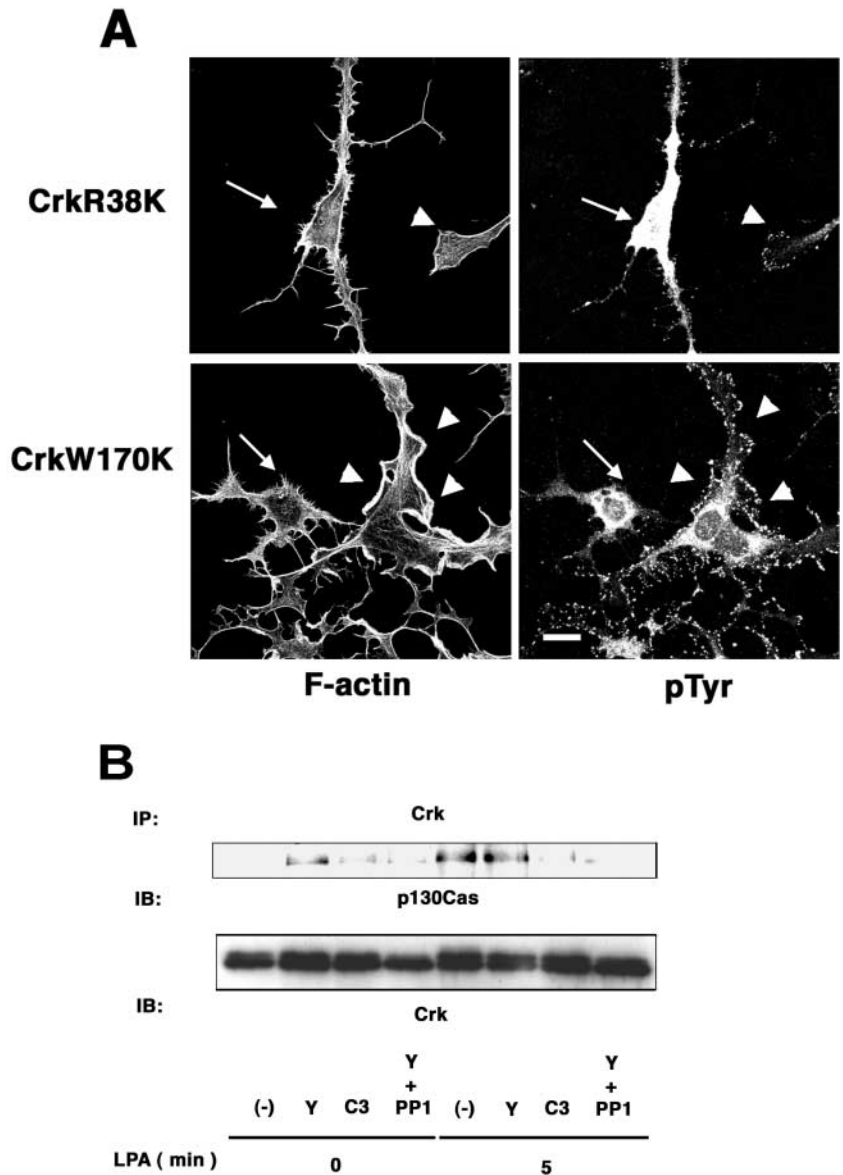 A
CrkR38K
CrkW170K
F-actin pTyr
B
IP: Crk
IB: p130Cas
IB: Crk
Y Y
+ +
(-) Y C3 PP1 (-) Y C3 PP1
LPA ( min ) 0 5